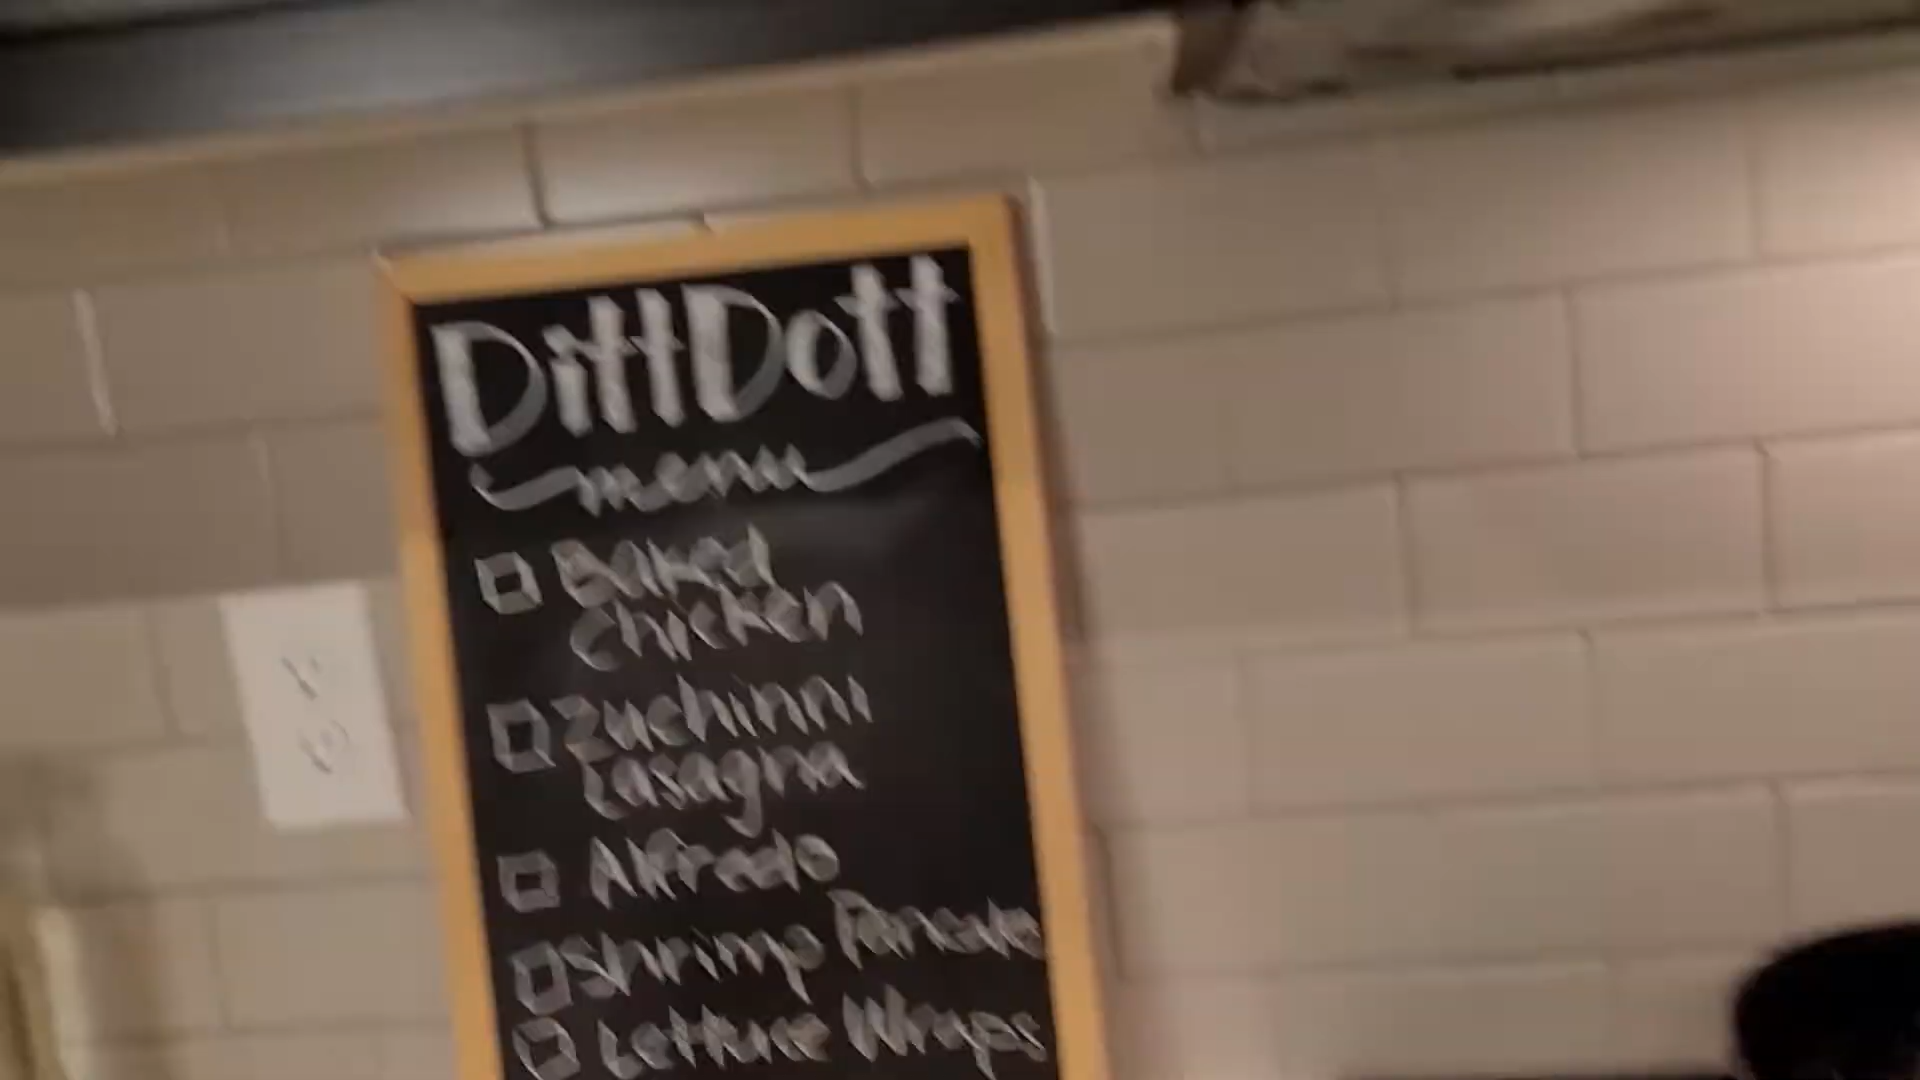 DittDott
menu
Baked
Chicken
Zuchinni
Lasagna
Alfredo
Shrimp
Lettuce Wraps